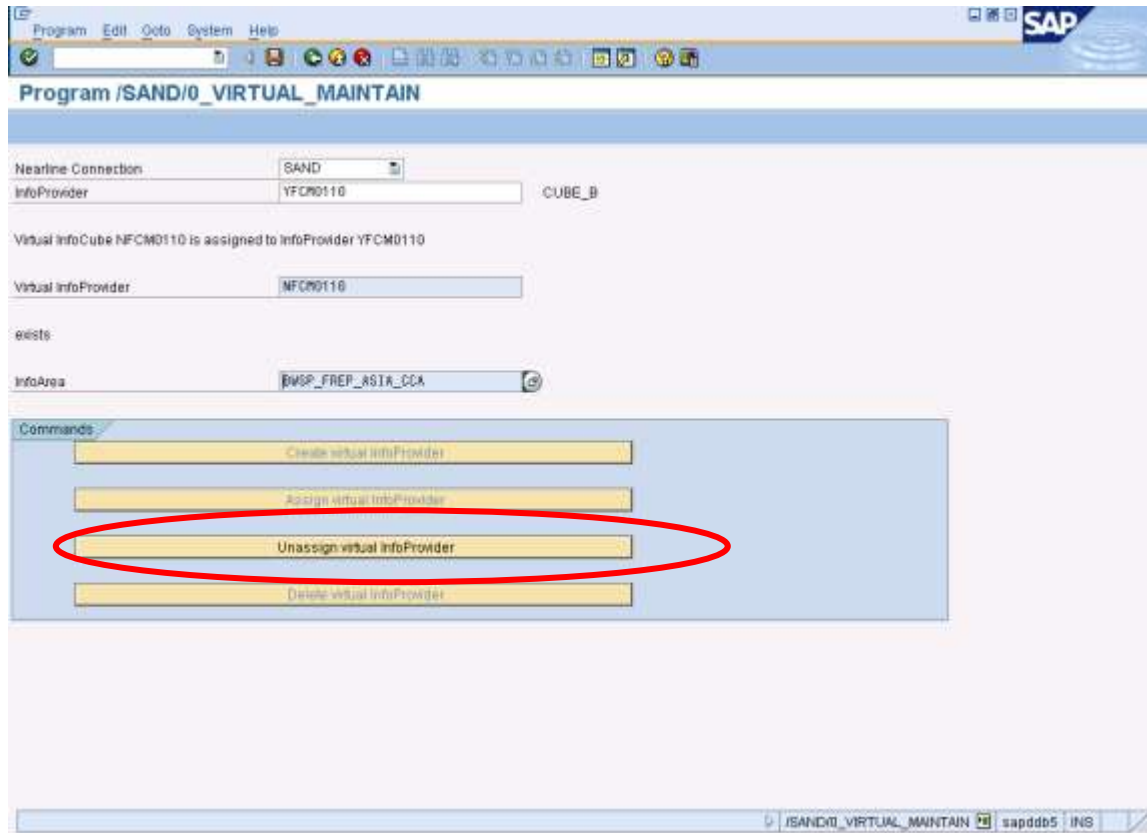 Program Edit Goto System Help
SAP
Program /SAND/0_VIRTUAL_MAINTAIN
Nearline Connection SAND
InfoProvider YFCM0110 CUBE_B
Virtual InfoCube NFCM0110 is assigned to InfoProvider YFCM0110
Virtual InfoProvider NFCM0110
exists
InfoArea BWSP_FREP_ASIA_CCA
Commands
Create virtual InfoProvider
Assign virtual InfoProvider
Unassign virtual InfoProvider
Delete virtual InfoProvider
/SAND/0_VIRTUAL_MAINTAIN sapddb5 INS